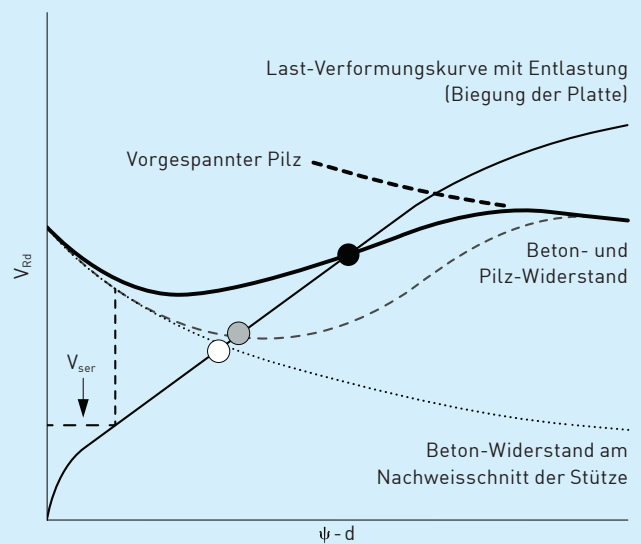 Last-Verformungskurve mit Entlastung
(Biegung der Platte)
Vorgespannter Pilz
V_Rd
Beton- und
Pilz-Widerstand
V_ser
Beton-Widerstand am
Nachweisschnitt der Stütze
ψ - d